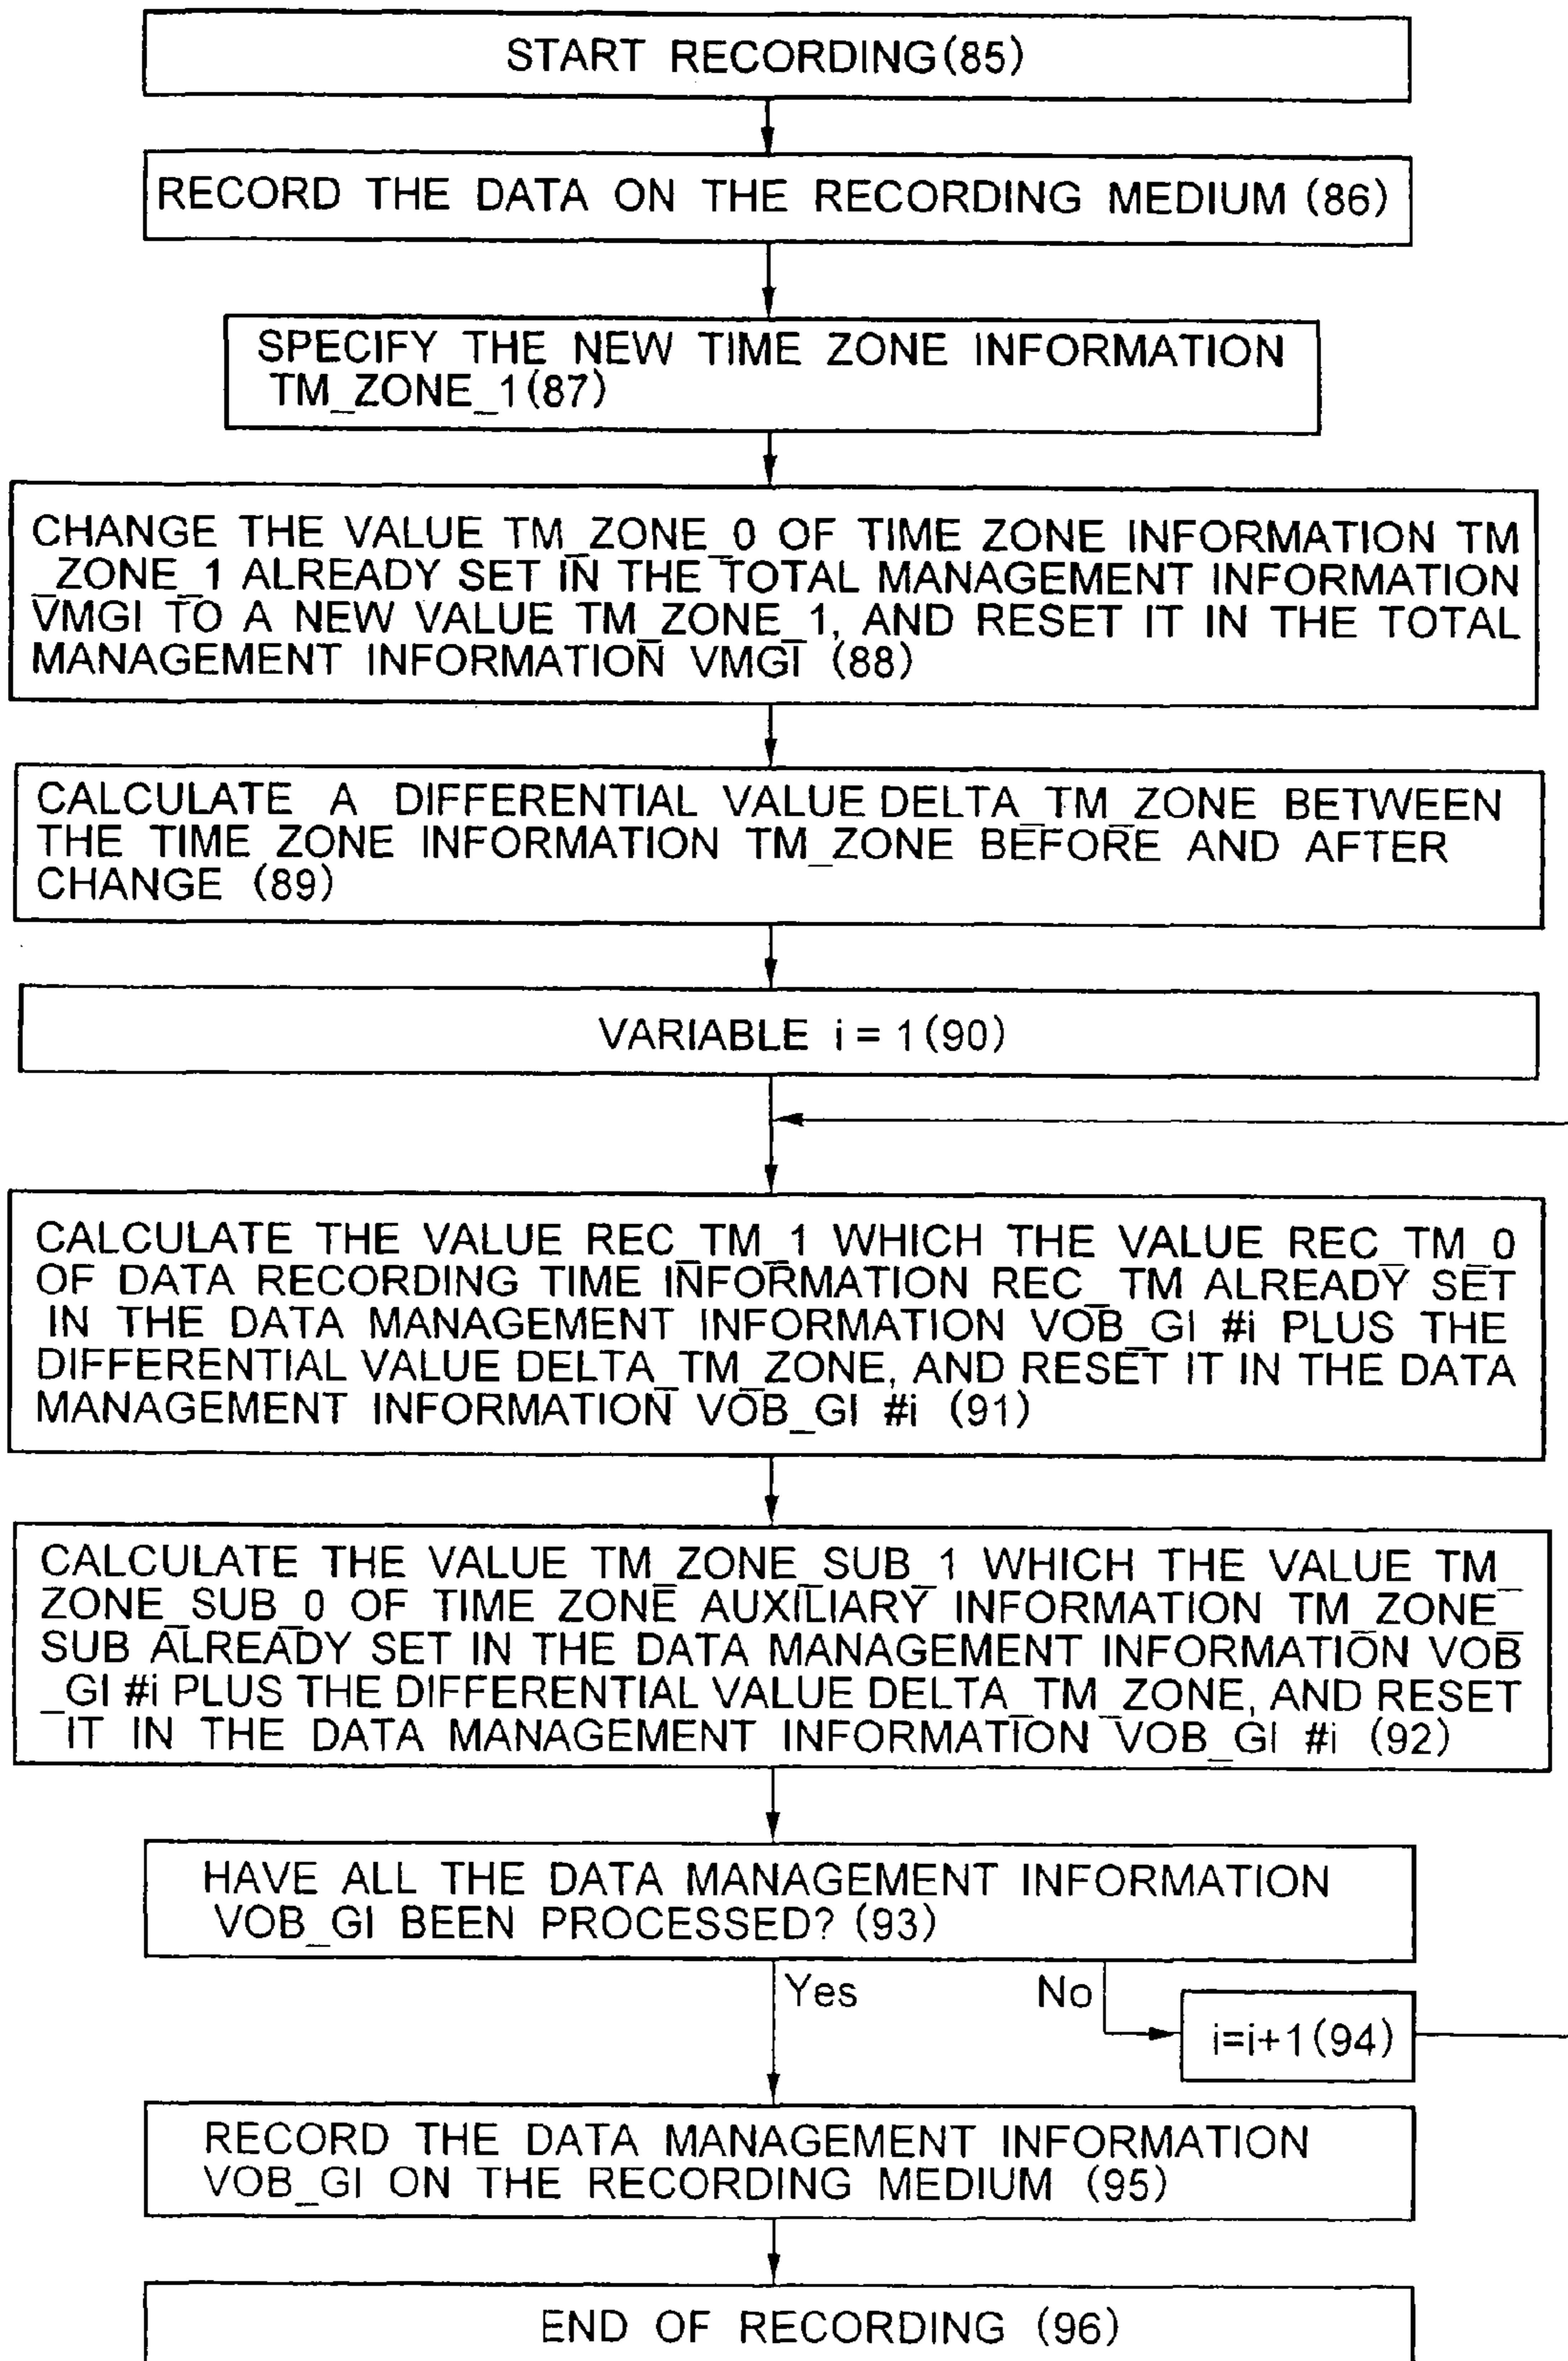 START RECORDING(85)
RECORD THE DATA ON THE RECORDING MEDIUM (86)
SPECIFY THE NEW TIME ZONE INFORMATION
TM_ZONE_1(87)
CHANGE THE VALUE TM_ZONE_0 OF TIME ZONE INFORMATION TM
_ZONE_1 ALREADY SET IN THE TOTAL MANAGEMENT INFORMATION
VMGI TO A NEW VALUE TM_ZONE_1, AND RESET IT IN THE TOTAL
MANAGEMENT INFORMATION VMGI (88)
CALCULATE A DIFFERENTIAL VALUE DELTA_TM_ZONE BETWEEN
THE TIME ZONE INFORMATION TM_ZONE BEFORE AND AFTER
CHANGE (89)
VARIABLE i = 1(90)
CALCULATE THE VALUE REC_TM_1 WHICH THE VALUE REC_TM_0
OF DATA RECORDING TIME INFORMATION REC_TM ALREADY SET
IN THE DATA MANAGEMENT INFORMATION VOB_GI #i PLUS THE
DIFFERENTIAL VALUE DELTA_TM_ZONE, AND RESET IT IN THE DATA
MANAGEMENT INFORMATION VOB_GI #i (91)
CALCULATE THE VALUE TM_ZONE_SUB_1 WHICH THE VALUE TM_
ZONE_SUB_0 OF TIME ZONE AUXILIARY INFORMATION TM_ZONE_
SUB ALREADY SET IN THE DATA MANAGEMENT INFORMATION VOB
_GI #i PLUS THE DIFFERENTIAL VALUE DELTA_TM_ZONE, AND RESET
IT IN THE DATA MANAGEMENT INFORMATION VOB_GI #i (92)
HAVE ALL THE DATA MANAGEMENT INFORMATION
VOB_GI BEEN PROCESSED? (93)
Yes No
i=i+1(94)
RECORD THE DATA MANAGEMENT INFORMATION
VOB_GI ON THE RECORDING MEDIUM (95)
END OF RECORDING (96)